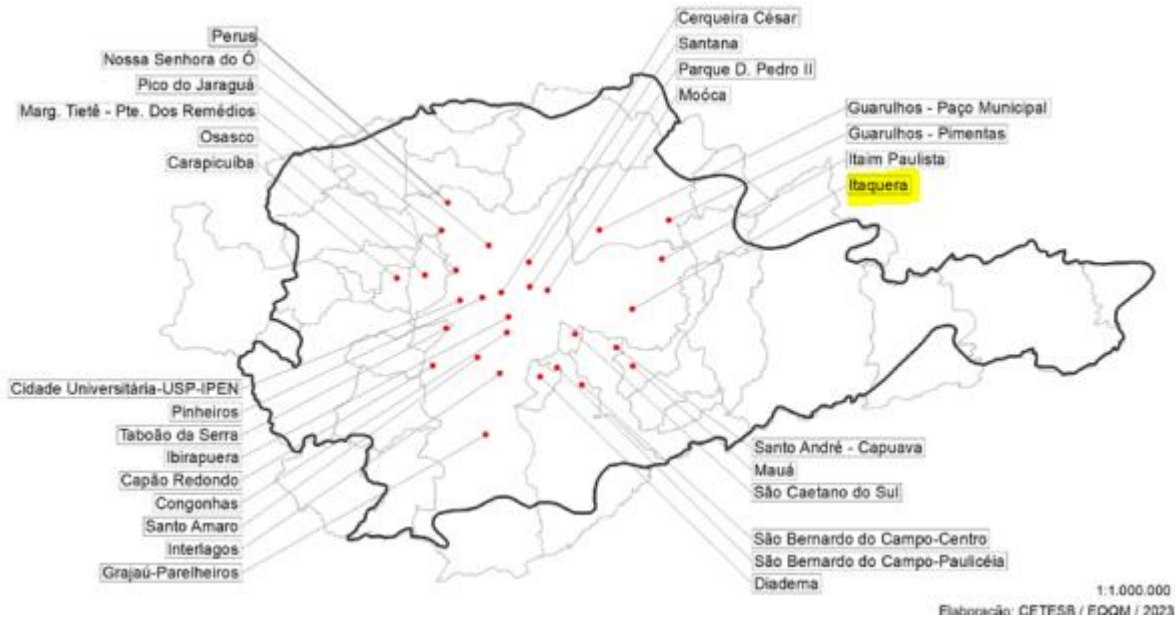 Perus
Nossa Senhora do Ó
Pico do Jaraguá
Marg. Tietê - Pte. Dos Remédios
Osasco
Carapicuíba
Cerqueira César
Santana
Parque D. Pedro II
Moóca
Guarulhos - Paço Municipal
Guarulhos - Pimentas
Itaim Paulista
Itaquera
Cidade Universitária-USP-IPEN
Pinheiros
Taboão da Serra
Ibirapuera
Capão Redondo
Congonhas
Santo Amaro
Interlagos
Grajaú-Parelheiros
Santo André - Capuava
Mauá
São Caetano do Sul
São Bernardo do Campo-Centro
São Bernardo do Campo-Paulicéia
Diadema
1:1.000.000
Elaboração: CETESB / EQQM / 2023